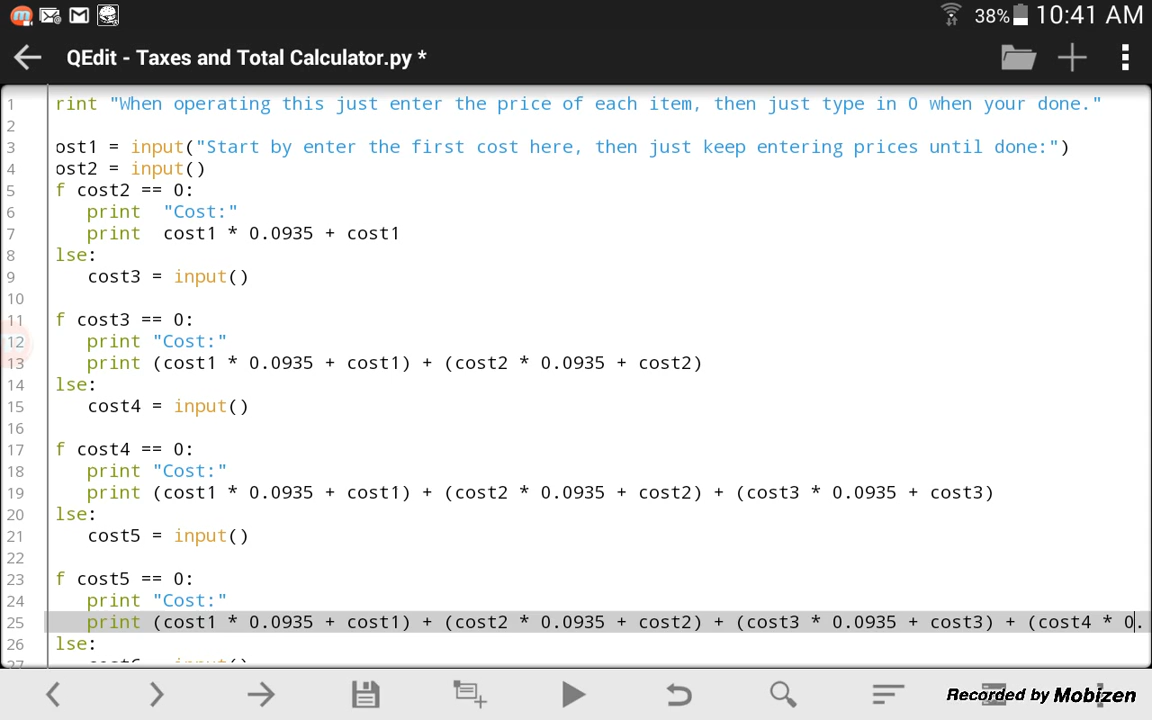 38% 10:41 AM
QEdit - Taxes and Total Calculator.py *
1 rint "When operating this just enter the price of each item, then just type in 0 when your done."
2
3 ost1 = input("Start by enter the first cost here, then just keep entering prices until done:")
4 ost2 = input()
5 f cost2 == 0:
6 print  "Cost:"
7 print  cost1 * 0.0935 + cost1
8 lse:
9 cost3 = input()
10
11 f cost3 == 0:
12 print "Cost:"
13 print (cost1 * 0.0935 + cost1) + (cost2 * 0.0935 + cost2)
14 lse:
15 cost4 = input()
16
17 f cost4 == 0:
18 print "Cost:"
19 print (cost1 * 0.0935 + cost1) + (cost2 * 0.0935 + cost2) + (cost3 * 0.0935 + cost3)
20 lse:
21 cost5 = input()
22
23 f cost5 == 0:
24 print "Cost:"
25 print (cost1 * 0.0935 + cost1) + (cost2 * 0.0935 + cost2) + (cost3 * 0.0935 + cost3) + (cost4 * 0.
26 lse:
27
Recorded by Mobizen